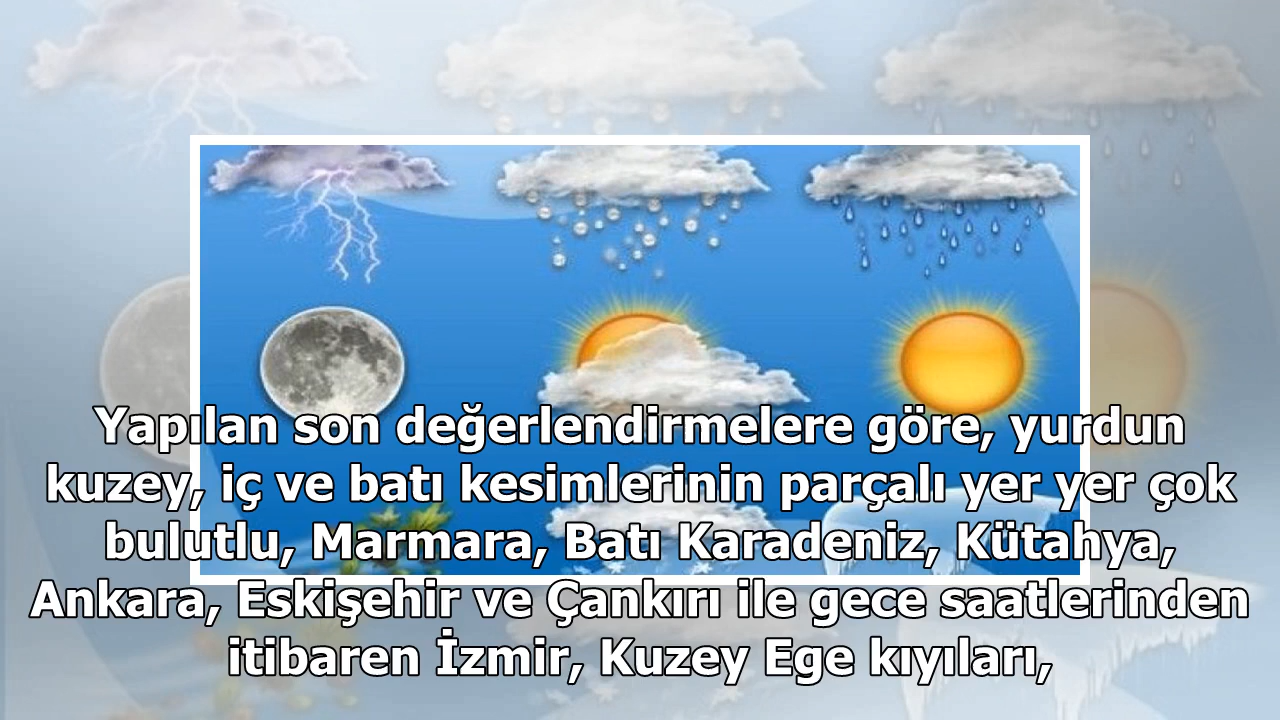 Yapılan son değerlendirmelere göre, yurdun
kuzey, iç ve batı kesimlerinin parçalı yer yer çok
bulutlu, Marmara, Batı Karadeniz, Kütahya,
Ankara, Eskişehir ve Çankırı ile gece saatlerinden
itibaren İzmir, Kuzey Ege kıyıları,